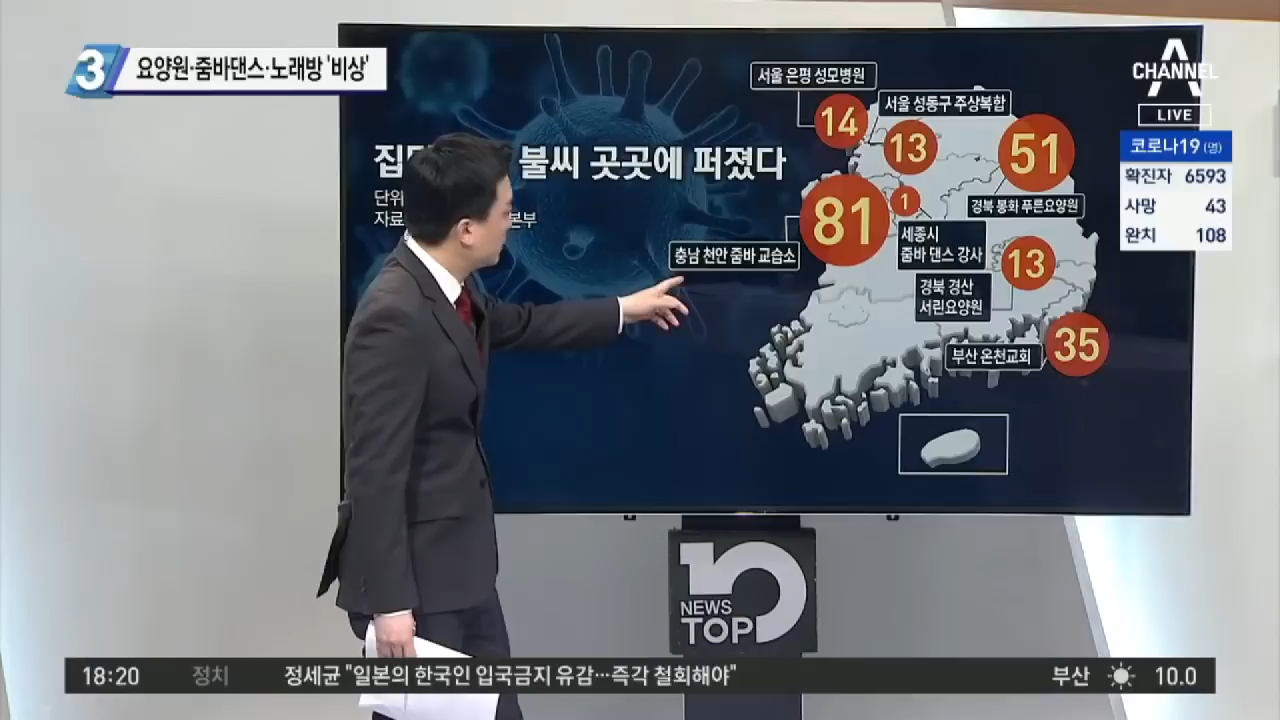 3
요양원·줌바댄스·노래방 '비상'
CHANNEL A
LIVE
코로나19 (명)
확진자 6593
사망 43
완치 108
불씨 곳곳에 퍼졌다
단위
자료
본부
서울 은평 성모병원
14
서울 성동구 주상복합
13
51
경북 봉화 푸른요양원
81
충남 천안 줌바 교습소
1
세종시
줌바 댄스 강사
13
경북 경산
서린요양원
35
부산 온천교회
10
NEWS
TOP
18:20 정치 정세균 "일본의 한국인 입국금지 유감…즉각 철회해야" 부산 10.0